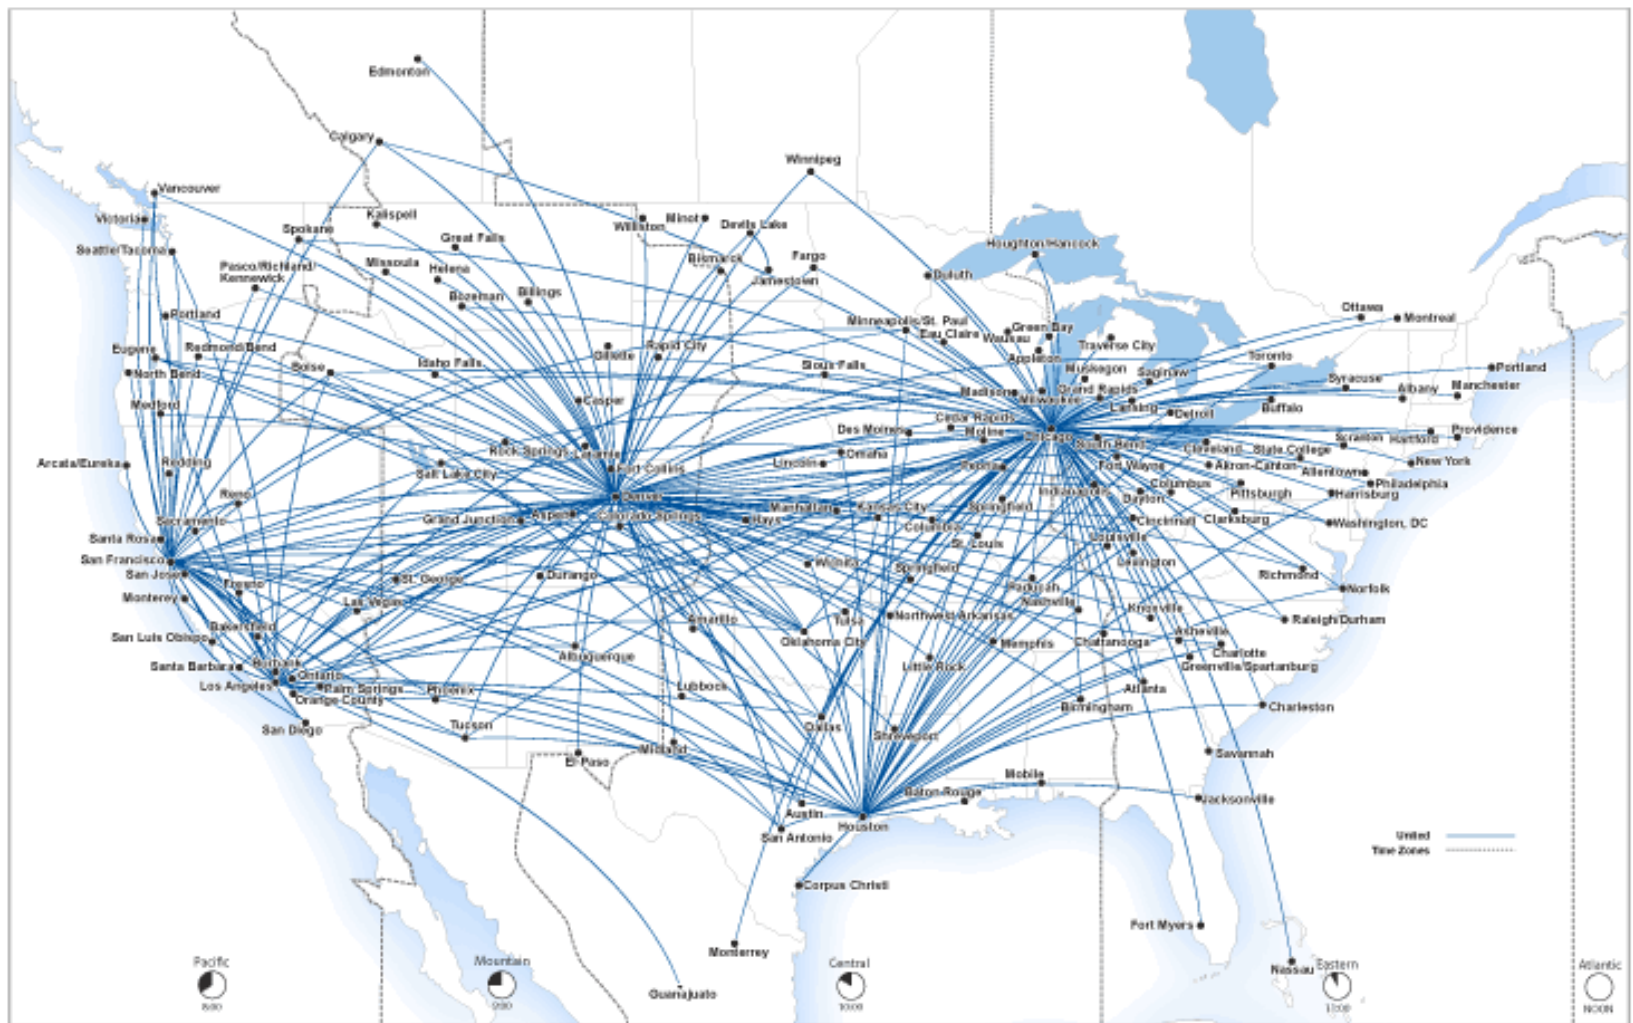 Edmonton
Calgary
Winnipeg
Vancouver
Victoria
Kalispell
Williston
Minot
Devils Lake
Spokane
Great Falls
Seattle/Tacoma
Houghton/Hancock
Pasco/Richland/
Kennewick
Missoula
Helena
Bismarck
Fargo
Jamestown
Duluth
Bozeman
Billings
Portland
Ottawa
Montreal
Minneapolis/St. Paul
Eau Claire
Wausau
Green Bay
Traverse City
Eugene
Redmond/Bend
Gillette
Rapid City
Appleton
Toronto
North Bend
Boise
Idaho Falls
Sioux Falls
Muskegon
Saginaw
Portland
Syracuse
Albany
Manchester
Medford
Casper
Madison
Milwaukee
Grand Rapids
Lansing
Detroit
Buffalo
Cedar Rapids
Des Moines
Moline
Chicago
South Bend
Cleveland
State College
Scranton
Hartford
Providence
Arcata/Eureka
Redding
Salt Lake City
Rock Springs
Laramie
Fort Collins
Lincoln
Omaha
Peoria
Fort Wayne
Akron-Canton
Allentown
New York
Reno
Denver
Indianapolis
Dayton
Columbus
Pittsburgh
Philadelphia
Harrisburg
Sacramento
Grand Junction
Aspen
Colorado Springs
Hays
Manhattan
Kansas City
Columbia
Springfield
Cincinnati
Clarksburg
Washington, DC
Santa Rosa
St. Louis
Louisville
San Francisco
San Jose
Fresno
St. George
Durango
Wichita
Springfield
Lexington
Richmond
Monterey
Las Vegas
Paducah
Nashville
Norfolk
San Luis Obispo
Bakersfield
Amarillo
Tulsa
Oklahoma City
Northwest Arkansas
Knoxville
Raleigh/Durham
Santa Barbara
Burbank
Albuquerque
Little Rock
Memphis
Chattanooga
Asheville
Charlotte
Greenville/Spartanburg
Los Angeles
Ontario
Palm Springs
Orange County
Phoenix
Lubbock
Atlanta
Birmingham
Charleston
San Diego
Tucson
El Paso
Midland
Dallas
Shreveport
Savannah
Mobile
Baton Rouge
Jacksonville
Austin
San Antonio
Houston
United
Time Zones
Corpus Christi
Fort Myers
Monterrey
Nassau
Guanajuato
Pacific
8:00
Mountain
9:00
Central
10:00
Eastern
11:00
Atlantic
NOON